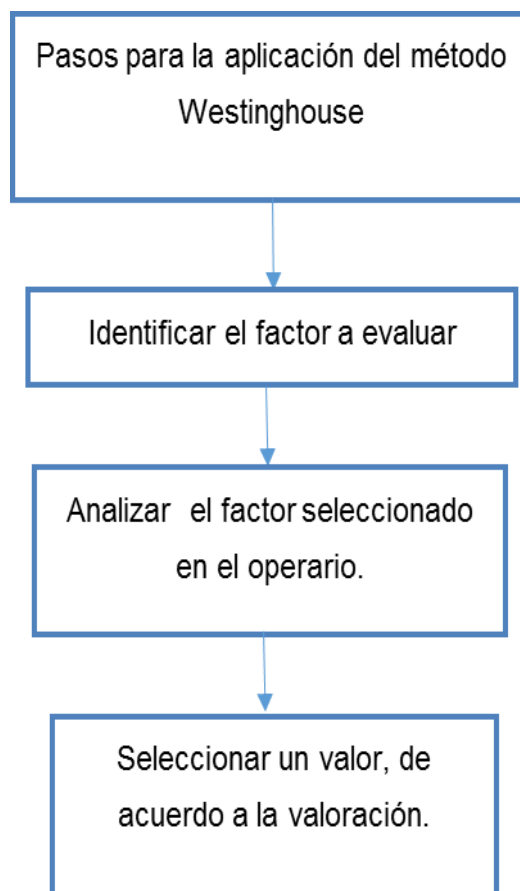 Pasos para la aplicación del método
Westinghouse
Identificar el factor a evaluar
Analizar el factor seleccionado
en el operario.
Seleccionar un valor, de
acuerdo a la valoración.